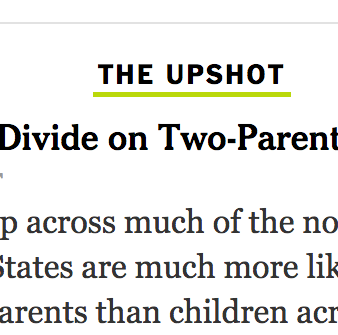 THE UPSHOT
Divide on Two-Parent
p across much of the no
States are much more lik
arents than children acr